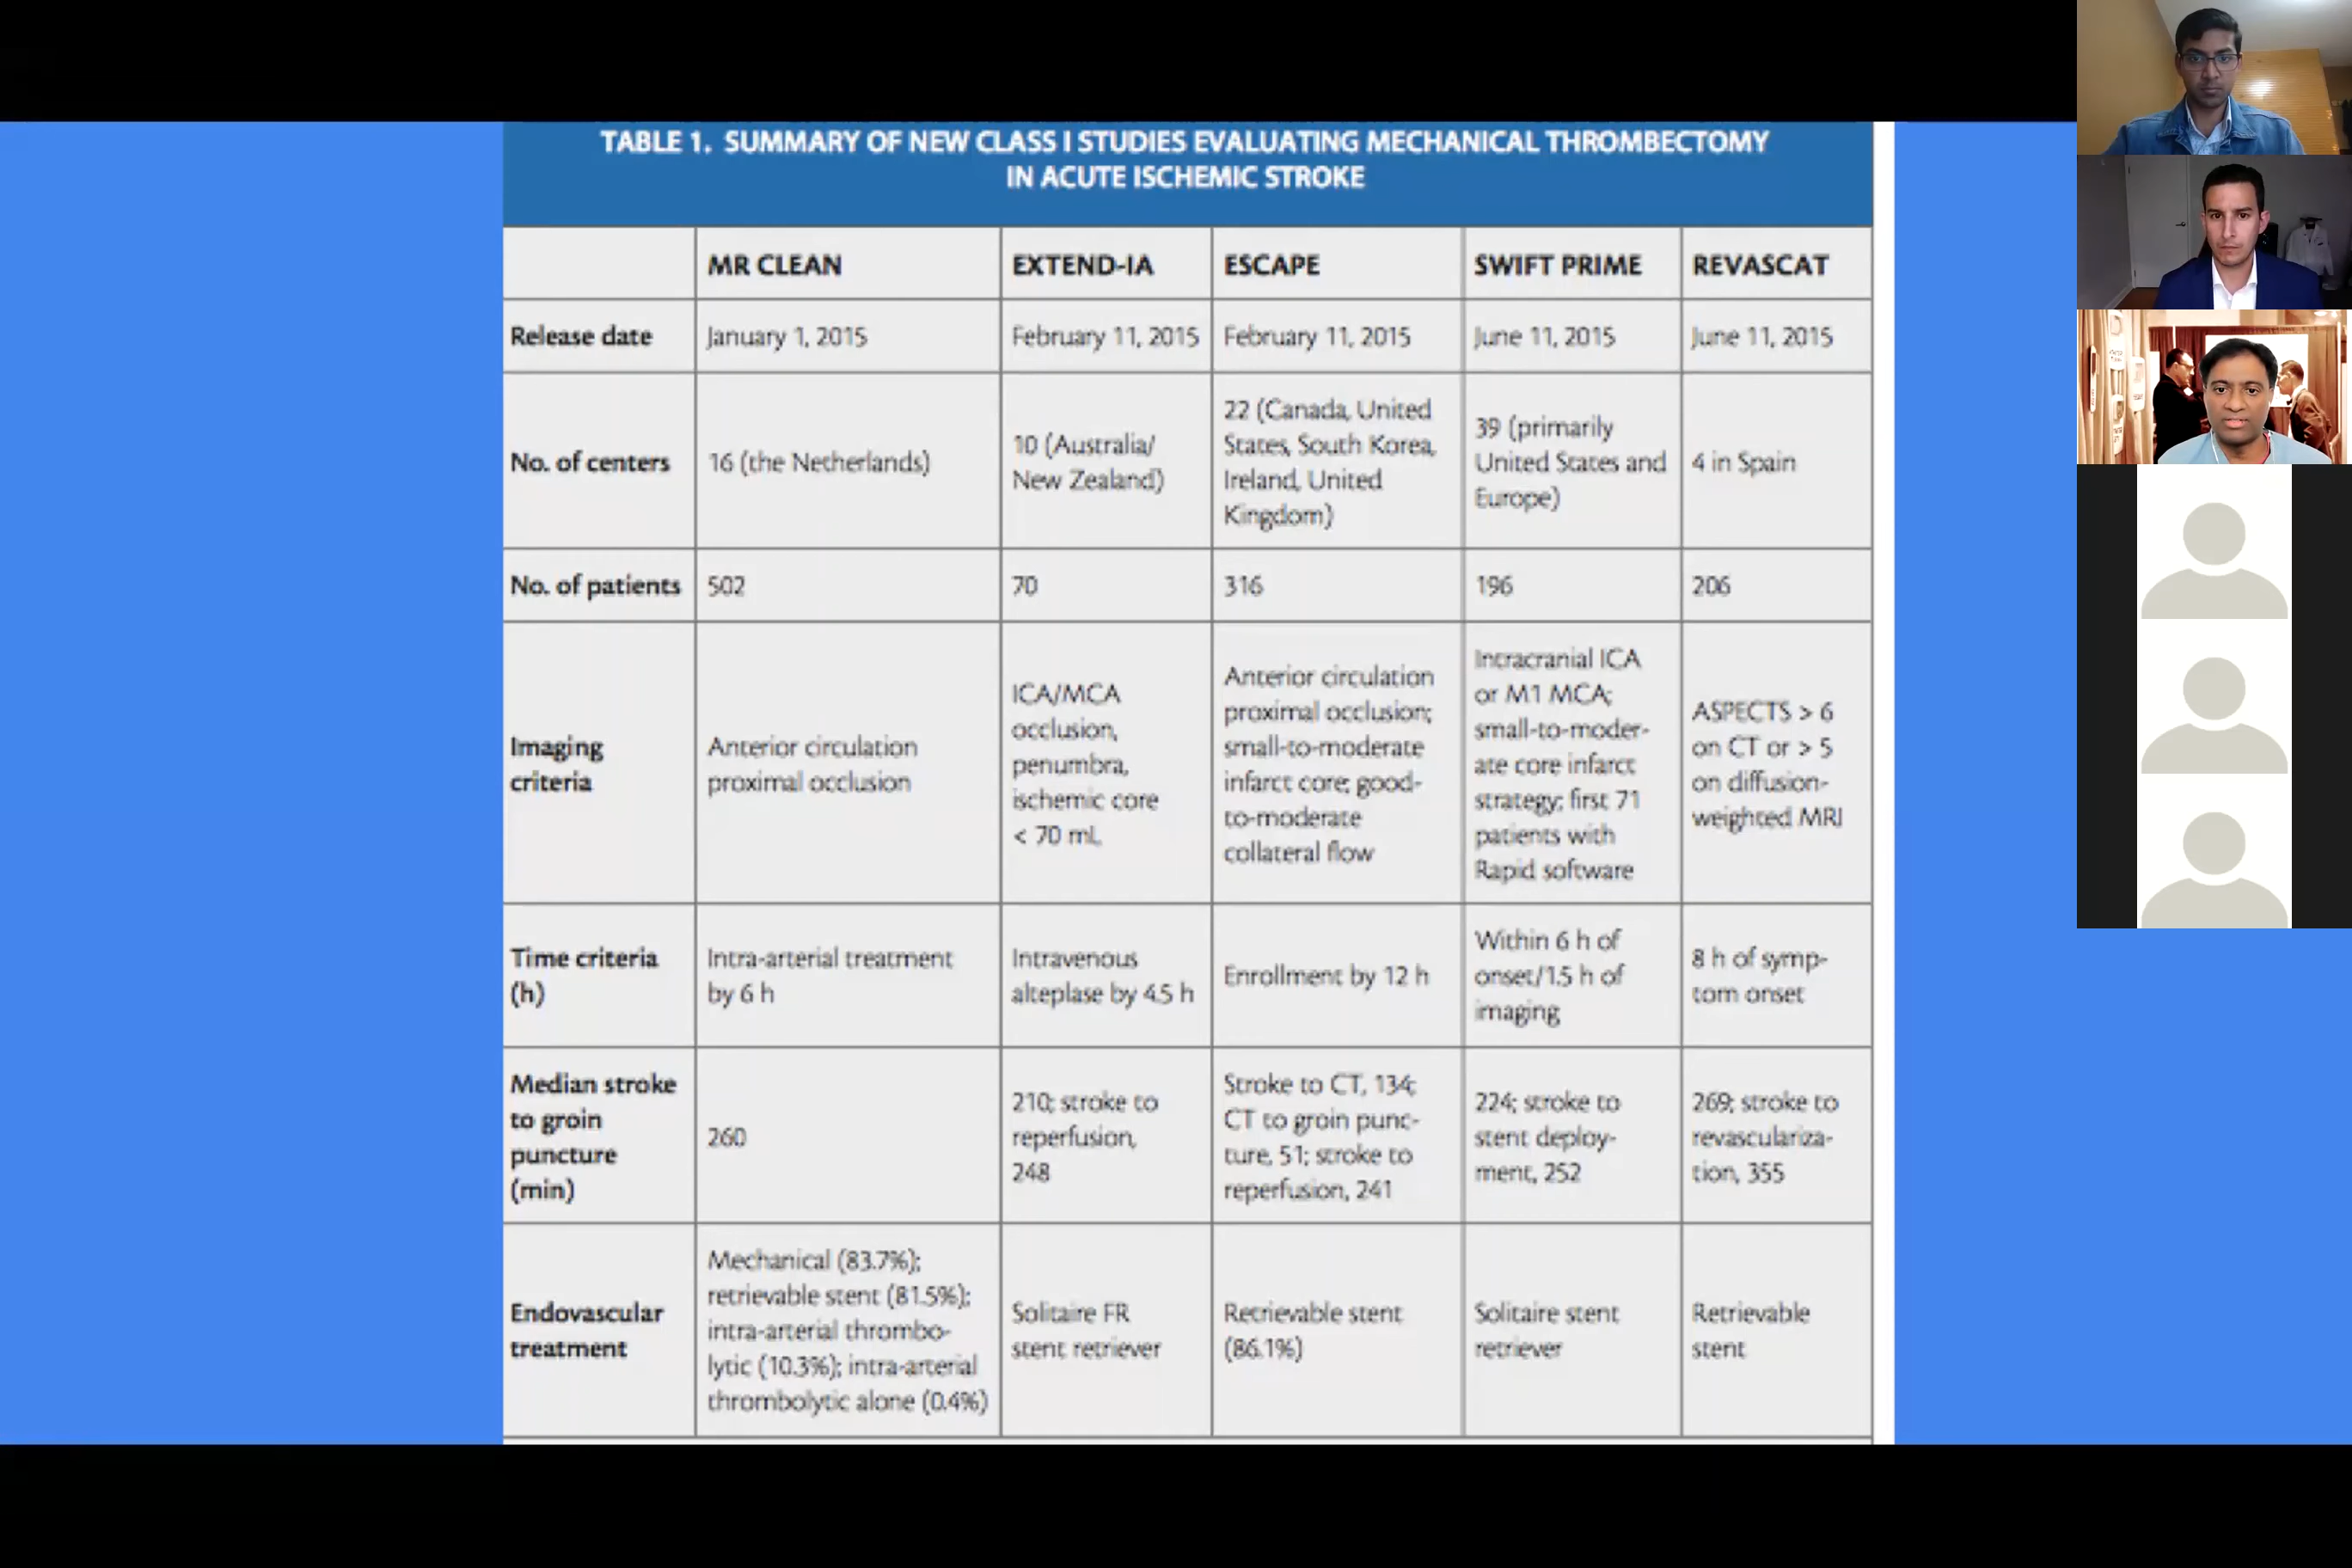 TABLE 1. SUMMARY OF NEW CLASS I STUDIES EVALUATING MECHANICAL THROMBECTOMY
IN ACUTE ISCHEMIC STROKE
MR CLEAN
EXTEND-IA
ESCAPE
SWIFT PRIME
REVASCAT
Release date
January 1, 2015
February 11, 2015
February 11, 2015
June 11, 2015
June 11, 2015
No. of centers
16 (the Netherlands)
10 (Australia/
New Zealand)
22 (Canada, United
States, South Korea,
Ireland, United
Kingdom)
39 (primarily
United States and
Europe)
4 in Spain
No. of patients
502
70
316
196
206
Imaging
criteria
Anterior circulation
proximal occlusion
ICA/MCA
occlusion,
penumbra,
ischemic core
< 70 mL
Anterior circulation
proximal occlusion;
small-to-moderate
infarct core; good-
to-moderate
collateral flow
Intracranial ICA
or M1 MCA;
small-to-moder-
ate core infarct
strategy; first 71
patients with
Rapid software
ASPECTS > 6
on CT or > 5
on diffusion-
weighted MRI
Time criteria
(h)
Intra-arterial treatment
by 6 h
Intravenous
alteplase by 4.5 h
Enrollment by 12 h
Within 6 h of
onset/1.5 h of
imaging
8 h of symp-
tom onset
Median stroke
to groin
puncture
(min)
260
210; stroke to
reperfusion,
248
Stroke to CT, 134;
CT to groin punc-
ture, 51; stroke to
reperfusion, 241
224; stroke to
stent deploy-
ment, 252
269; stroke to
revasculariza-
tion, 355
Endovascular
treatment
Mechanical (83.7%);
retrievable stent (81.5%);
intra-arterial thrombo-
lytic (10.3%); intra-arterial
thrombolytic alone (0.4%)
Solitaire FR
stent retriever
Retrievable stent
(86.1%)
Solitaire stent
retriever
Retrievable
stent